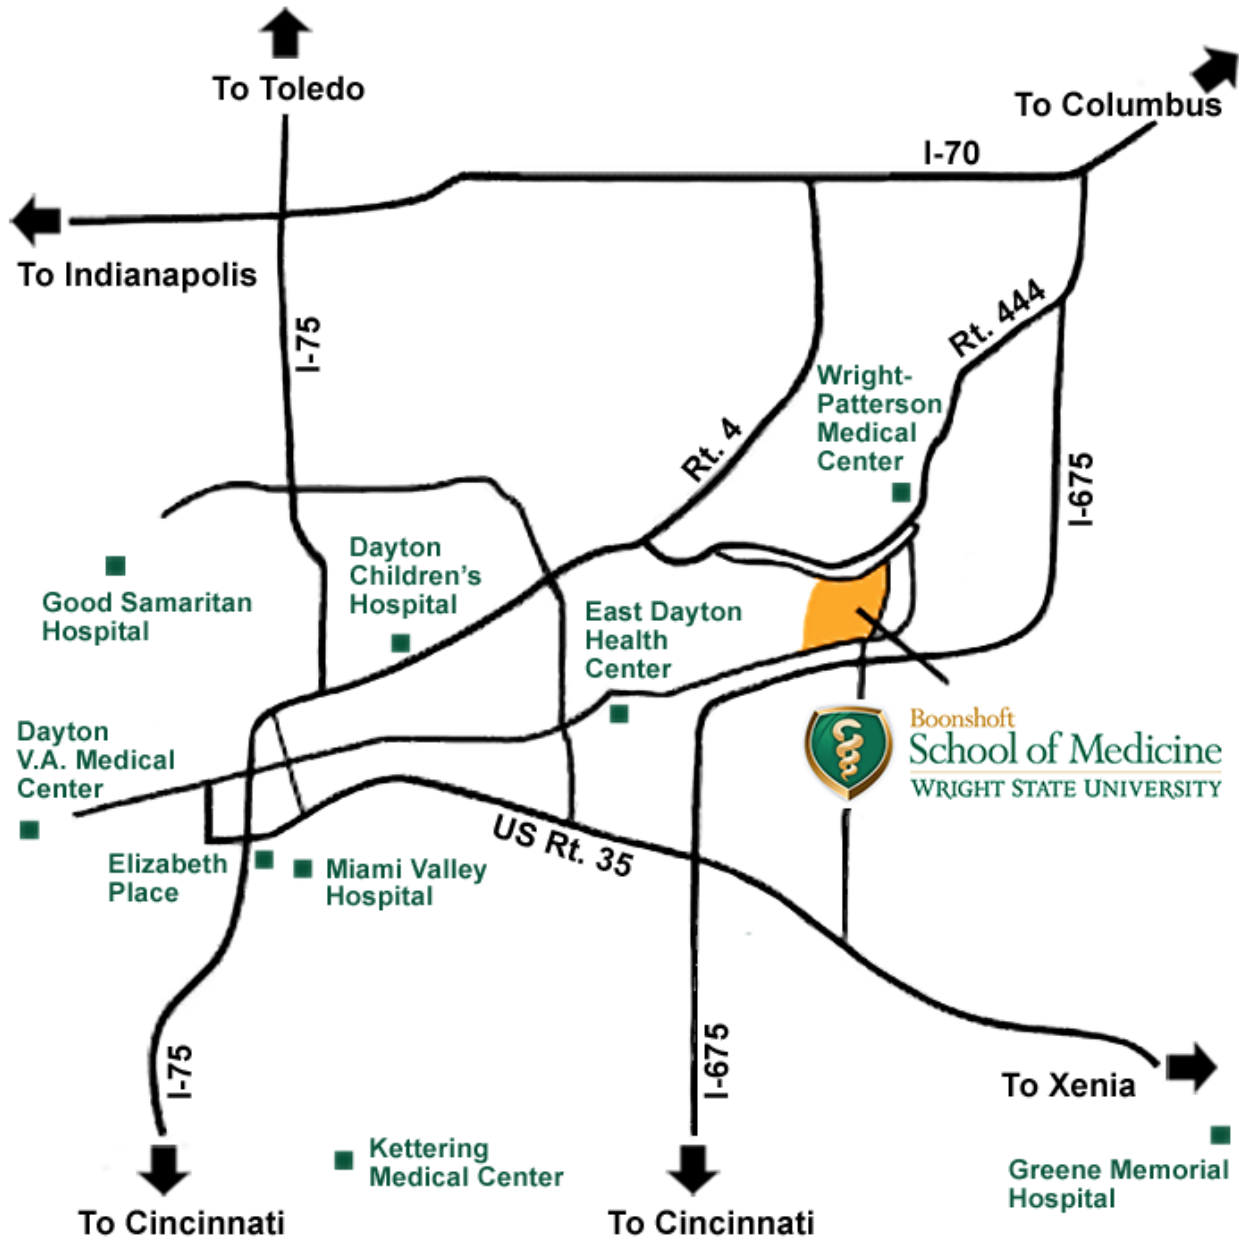 To Toledo
To Columbus
I-70
To Indianapolis
I-75
Rt. 444
Wright-
Patterson
Medical
Center
Rt. 4
I-675
Dayton
Children's
Hospital
Good Samaritan
Hospital
East Dayton
Health
Center
Dayton
V.A. Medical
Center
Boonshoft
School of Medicine
WRIGHT STATE UNIVERSITY
US Rt. 35
Elizabeth
Place
Miami Valley
Hospital
I-75
I-675
To Xenia
Kettering
Medical Center
Greene Memorial
Hospital
To Cincinnati
To Cincinnati